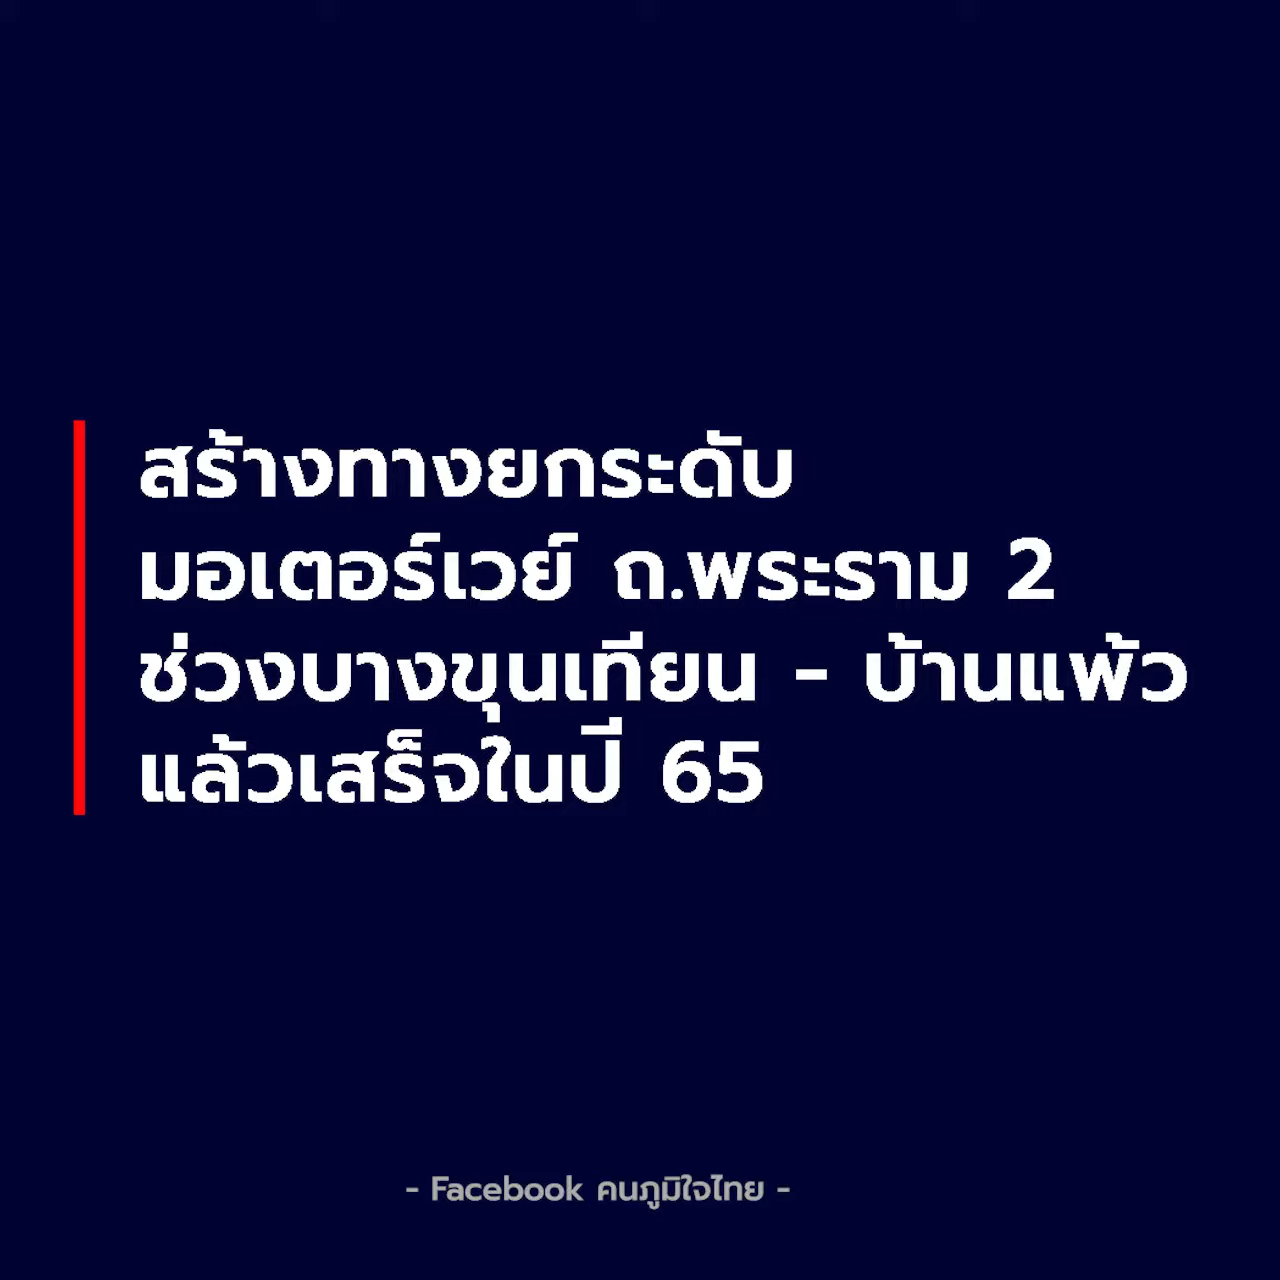 สร้างทางยกระดับ
มอเตอร์เวย์ ถ.พระราม 2
ช่วงบางขุนเทียน - บ้านแพ้ว
แล้วเสร็จในปี 65
- Facebook คนภูมิใจไทย -